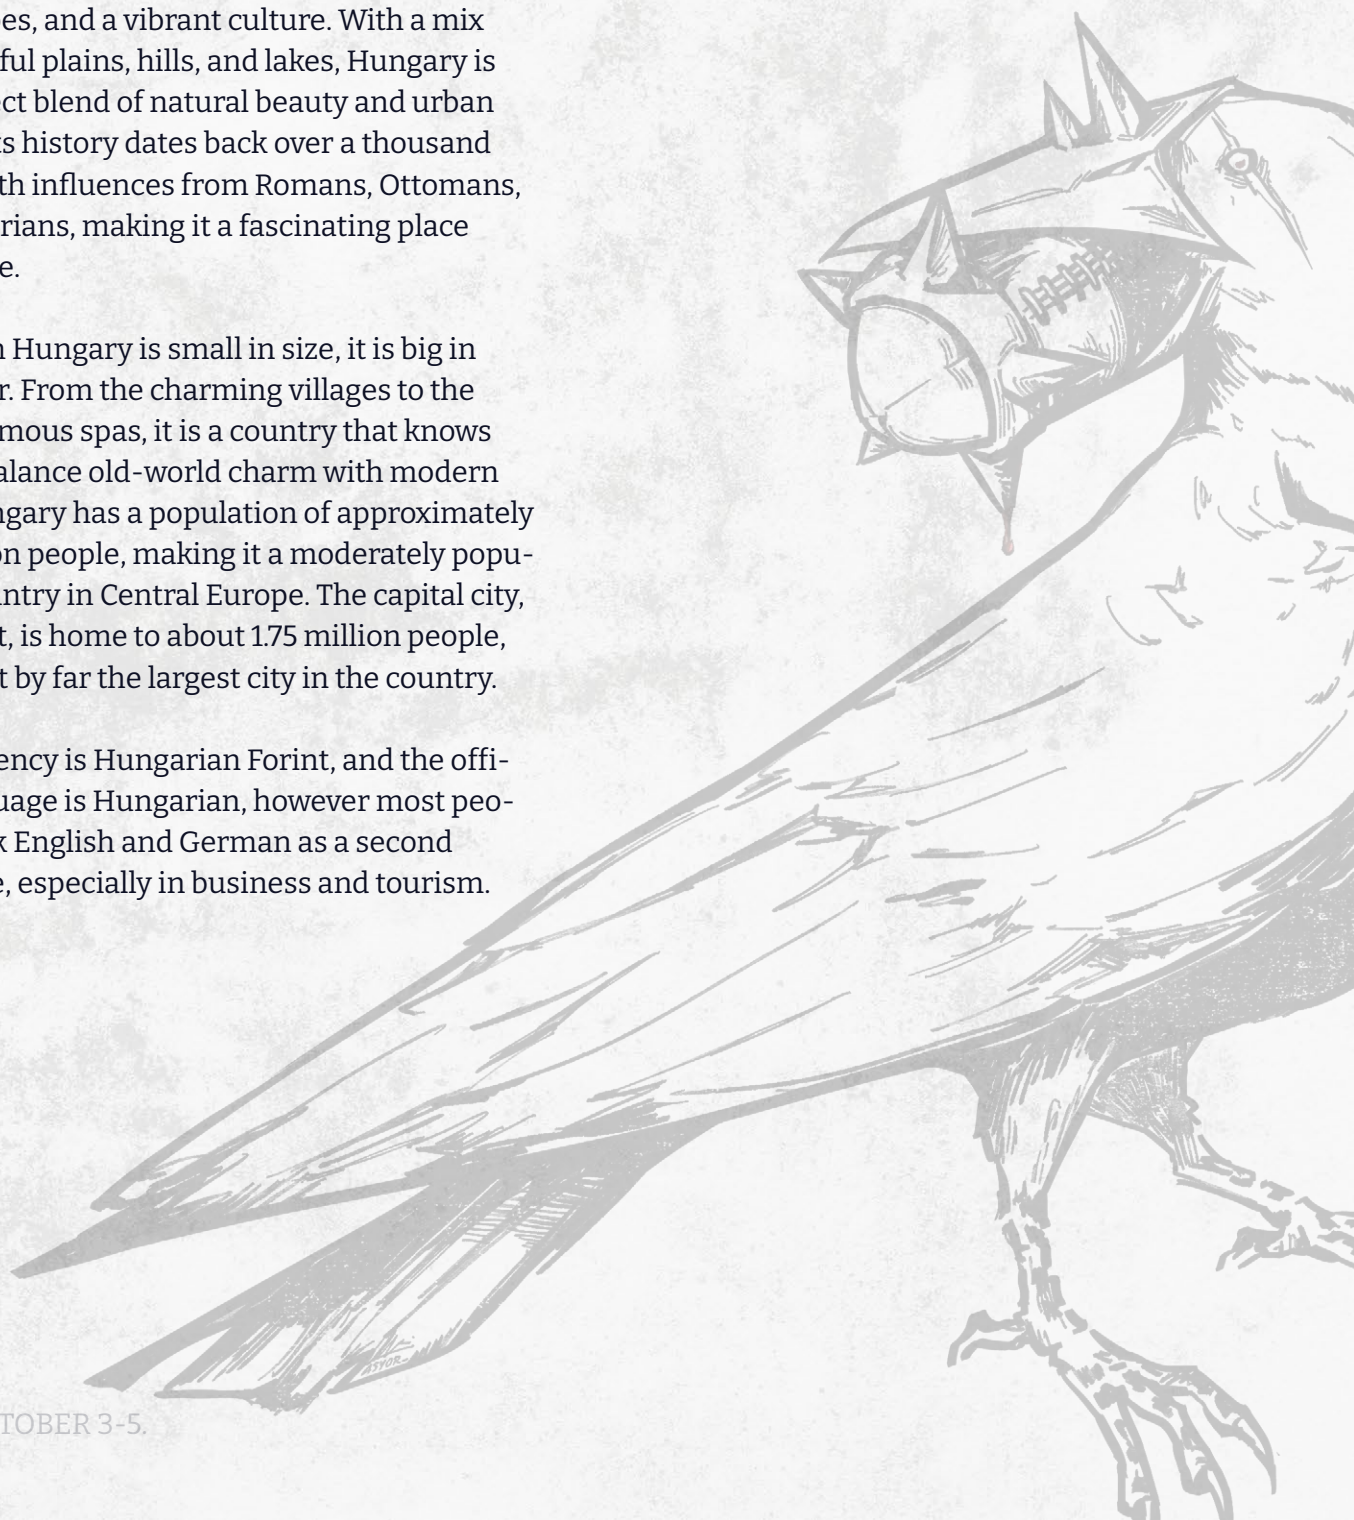 es, and a vibrant culture. With a mix
ful plains, hills, and lakes, Hungary is
ct blend of natural beauty and urban
s history dates back over a thousand
th influences from Romans, Ottomans,
rians, making it a fascinating place
e.
n Hungary is small in size, it is big in
r. From the charming villages to the
mous spas, it is a country that knows
alance old-world charm with modern
ngary has a population of approximately
on people, making it a moderately popu-
ntry in Central Europe. The capital city,
t, is home to about 1.75 million people,
t by far the largest city in the country.
ency is Hungarian Forint, and the offi-
uage is Hungarian, however most peo-
k English and German as a second
e, especially in business and tourism.
TOBER 3-5.